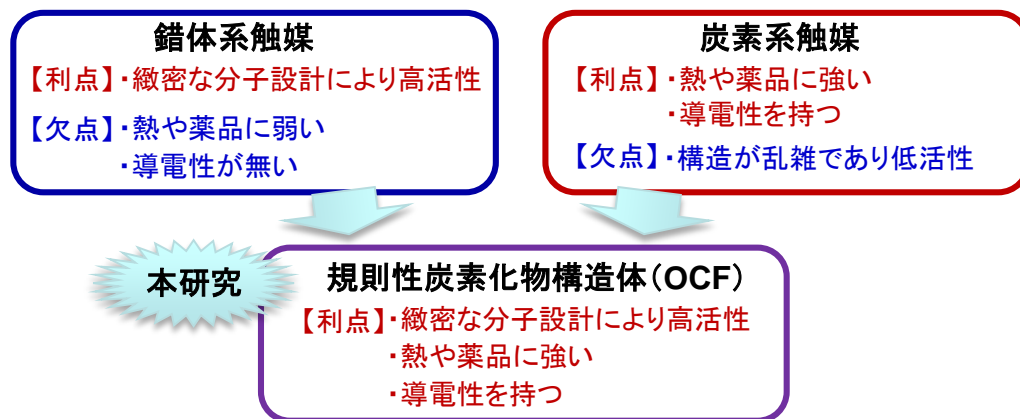 錯体系触媒
【利点】・緻密な分子設計により高活性
【欠点】・熱や薬品に弱い
・導電性が無い
炭素系触媒
【利点】・熱や薬品に強い
・導電性を持つ
【欠点】・構造が乱雑であり低活性
本研究
規則性炭素化物構造体(OCF)
【利点】・緻密な分子設計により高活性
・熱や薬品に強い
・導電性を持つ